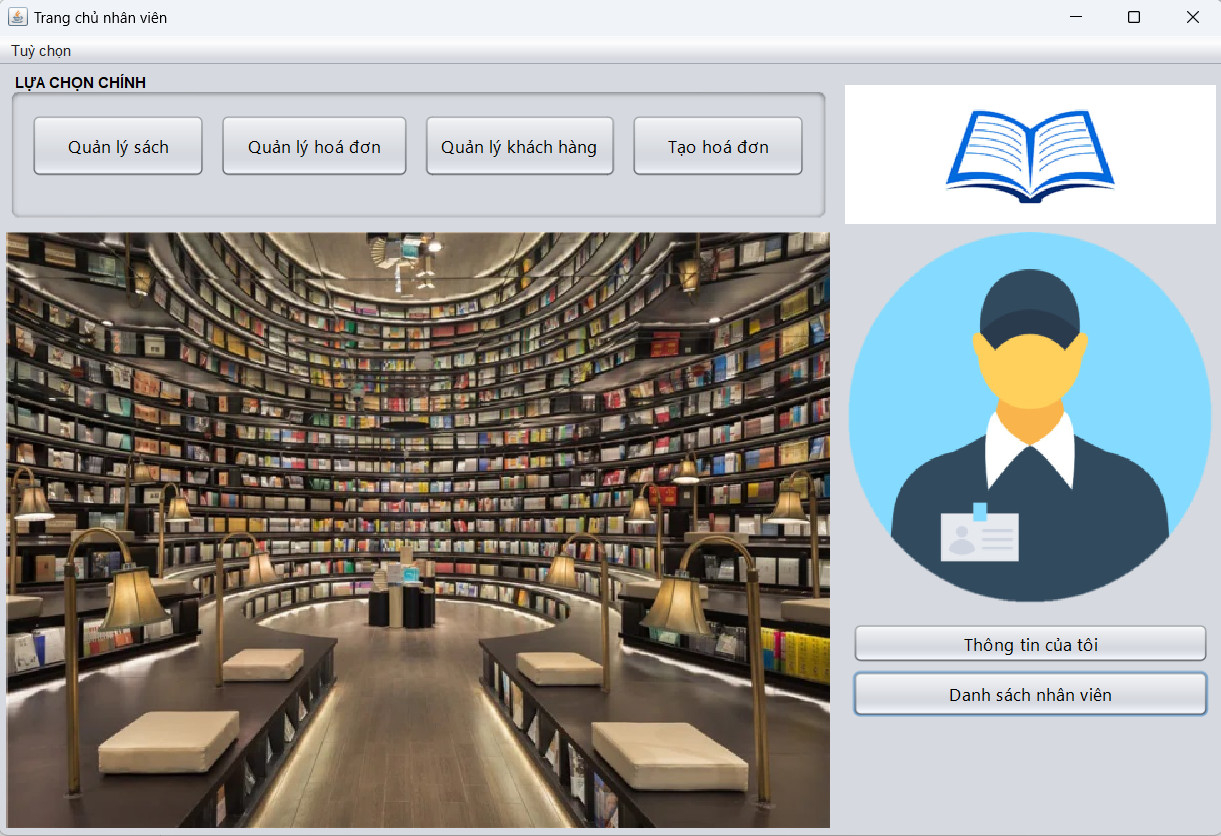 Trang chủ nhân viên
Tuỳ chọn
LỰA CHỌN CHÍNH
Quản lý sách
Quản lý hoá đơn
Quản lý khách hàng
Tạo hoá đơn
Thông tin của tôi
Danh sách nhân viên